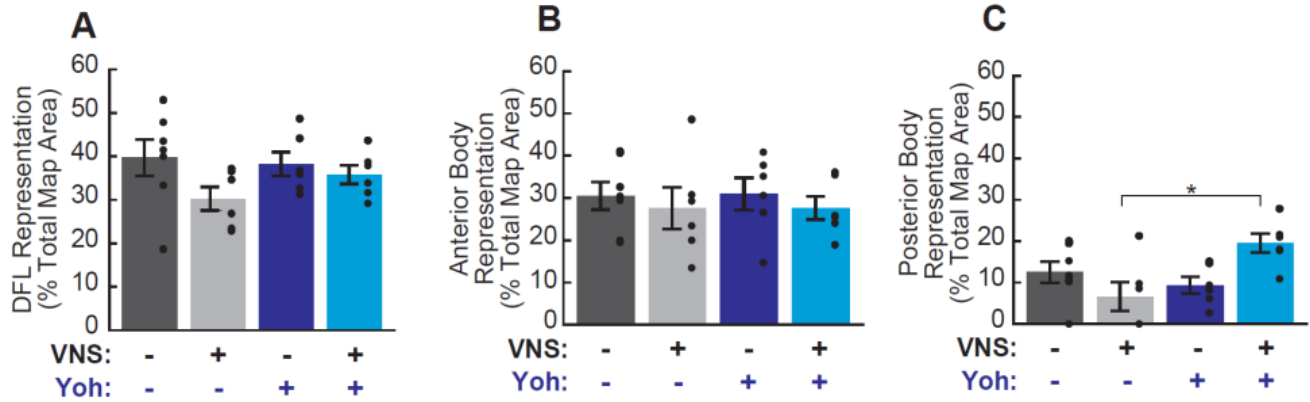 A
DFL Representation
(% Total Map Area)
60
50
40
30
20
10
0
VNS: - + - +
Yoh: - - + +
B
Anterior Body
Representation
(% Total Map Area)
60
50
40
30
20
10
0
- + - +
- - + +
C
Posterior Body
Representation
(% Total Map Area)
60
50
40
30
20
10
0
*
VNS: - + - +
Yoh: - - + +